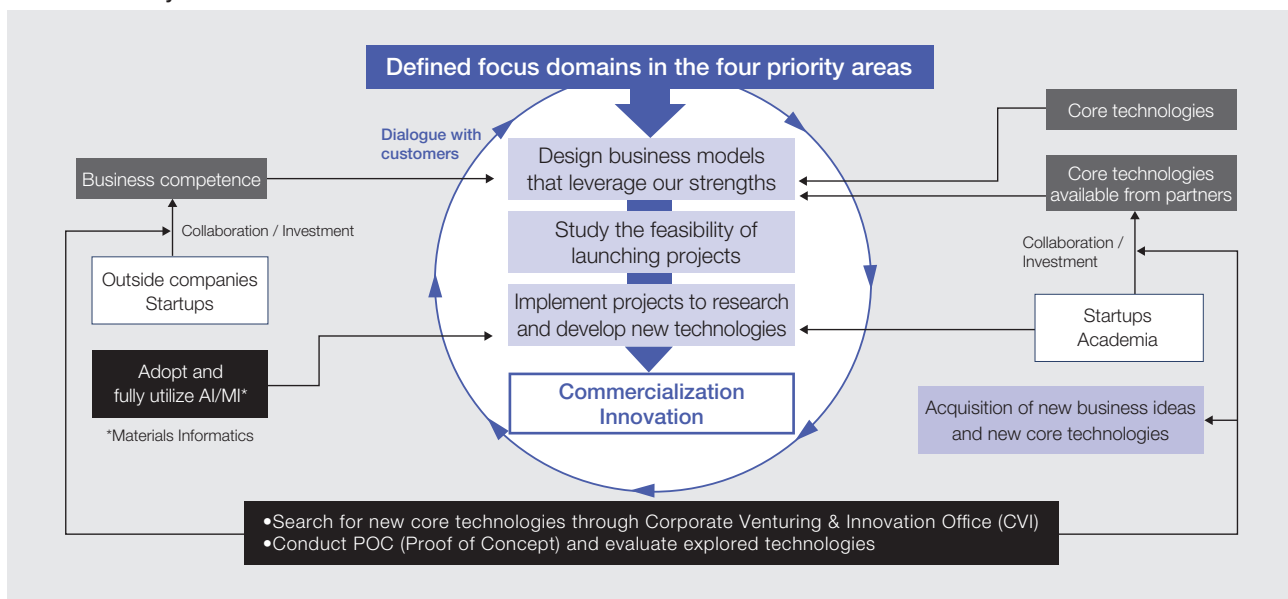 Defined focus domains in the four priority areas
Dialogue with
customers
Core technologies
Business competence
Design business models
that leverage our strengths
Core technologies
available from partners
Collaboration / Investment
Study the feasibility of
launching projects
Collaboration /
Investment
Outside companies
Startups
Implement projects to research
and develop new technologies
Startups
Academia
Adopt and
fully utilize AI/MI*
*Materials Informatics
Commercialization
Innovation
Acquisition of new business ideas
and new core technologies
•Search for new core technologies through Corporate Venturing & Innovation Office (CVI)
•Conduct POC (Proof of Concept) and evaluate explored technologies